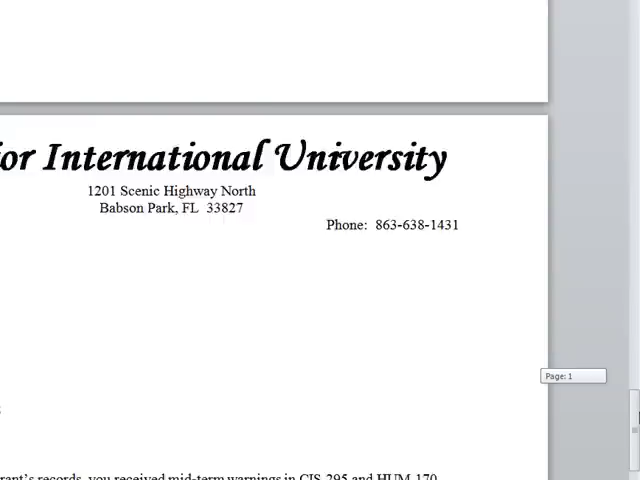 or International University
1201 Scenic Highway North
Babson Park, FL 33827
Phone: 863-638-1431
Page: 1
rant's records, you received mid-term warnings in CIS-295 and HUM-170